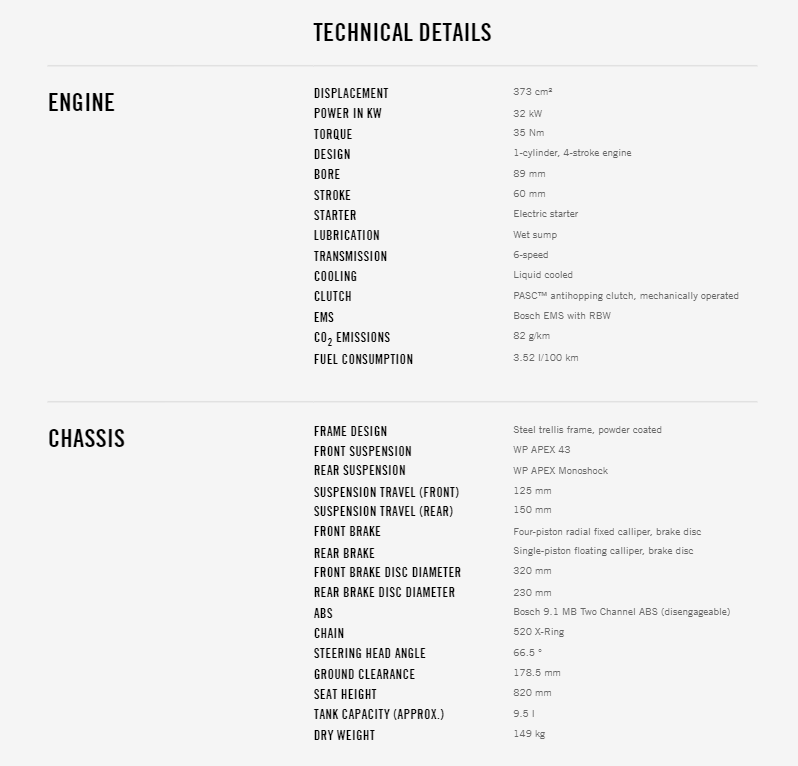 TECHNICAL DETAILS
ENGINE
DISPLACEMENT 373 cm³
POWER IN KW 32 kW
TORQUE 35 Nm
DESIGN 1-cylinder, 4-stroke engine
BORE 89 mm
STROKE 60 mm
STARTER Electric starter
LUBRICATION Wet sump
TRANSMISSION 6-speed
COOLING Liquid cooled
CLUTCH PASC™ antihopping clutch, mechanically operated
EMS Bosch EMS with RBW
CO₂ EMISSIONS 82 g/km
FUEL CONSUMPTION 3.52 l/100 km
CHASSIS
FRAME DESIGN Steel trellis frame, powder coated
FRONT SUSPENSION WP APEX 43
REAR SUSPENSION WP APEX Monoshock
SUSPENSION TRAVEL (FRONT) 125 mm
SUSPENSION TRAVEL (REAR) 150 mm
FRONT BRAKE Four-piston radial fixed calliper, brake disc
REAR BRAKE Single-piston floating calliper, brake disc
FRONT BRAKE DISC DIAMETER 320 mm
REAR BRAKE DISC DIAMETER 230 mm
ABS Bosch 9.1 MB Two Channel ABS (disengageable)
CHAIN 520 X-Ring
STEERING HEAD ANGLE 66.5 °
GROUND CLEARANCE 178.5 mm
SEAT HEIGHT 820 mm
TANK CAPACITY (APPROX.) 9.5 l
DRY WEIGHT 149 kg